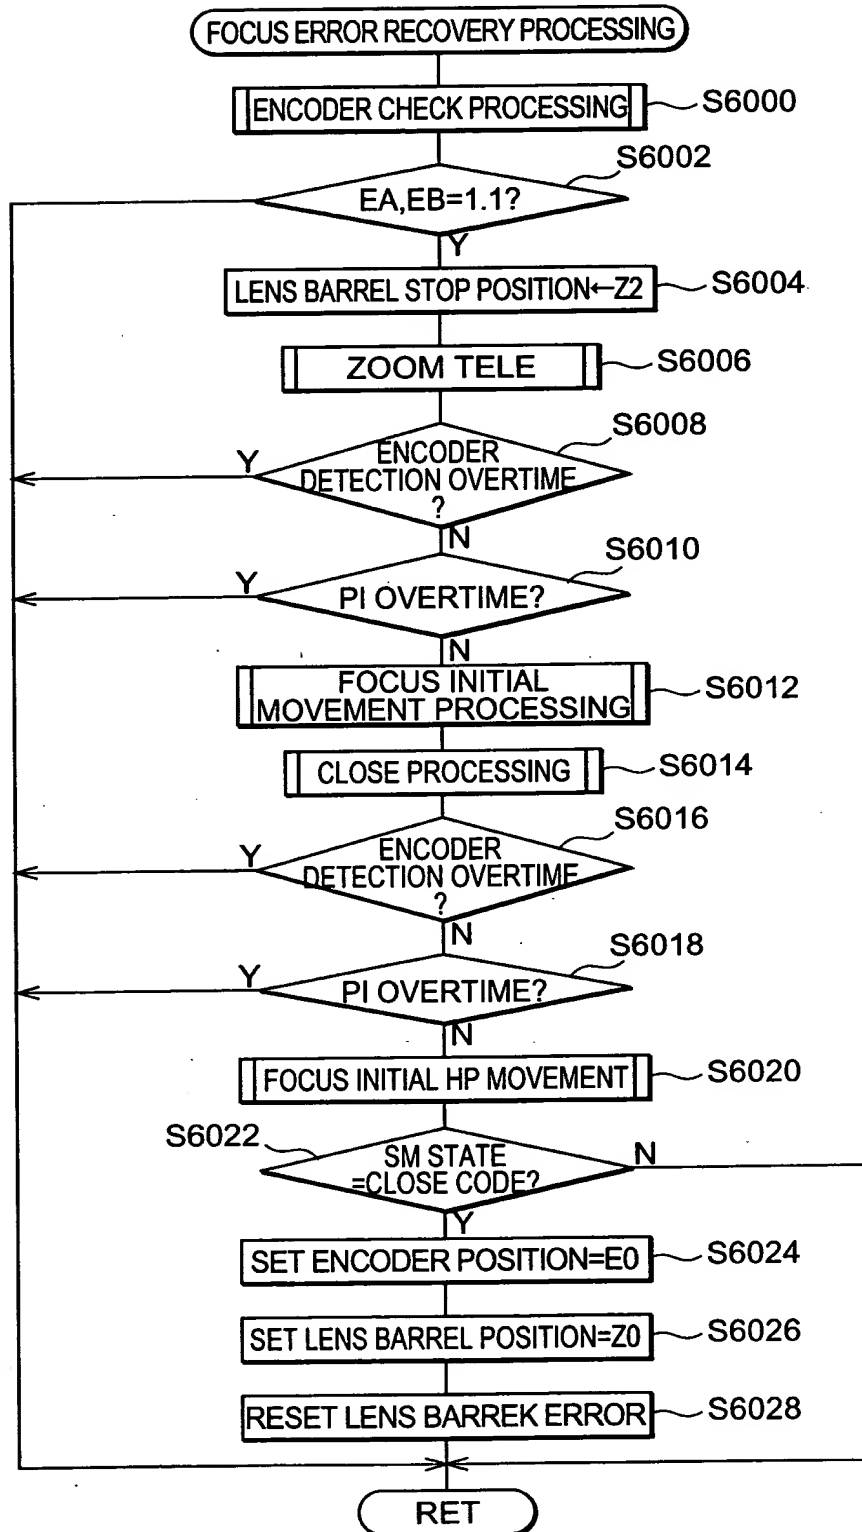 FOCUS ERROR RECOVERY PROCESSING
ENCODER CHECK PROCESSING
S6000
S6002
EA,EB=1.1?
Y
LENS BARREL STOP POSITION←Z2
S6004
ZOOM TELE
S6006
S6008
Y
ENCODER
DETECTION OVERTIME
?
N
S6010
Y
PI OVERTIME?
N
FOCUS INITIAL
MOVEMENT PROCESSING
S6012
CLOSE PROCESSING
S6014
S6016
Y
ENCODER
DETECTION OVERTIME
?
N
S6018
Y
PI OVERTIME?
N
FOCUS INITIAL HP MOVEMENT
S6020
S6022
SM STATE
=CLOSE CODE?
N
Y
SET ENCODER POSITION=E0
S6024
SET LENS BARREL POSITION=Z0
S6026
RESET LENS BARREK ERROR
S6028
RET